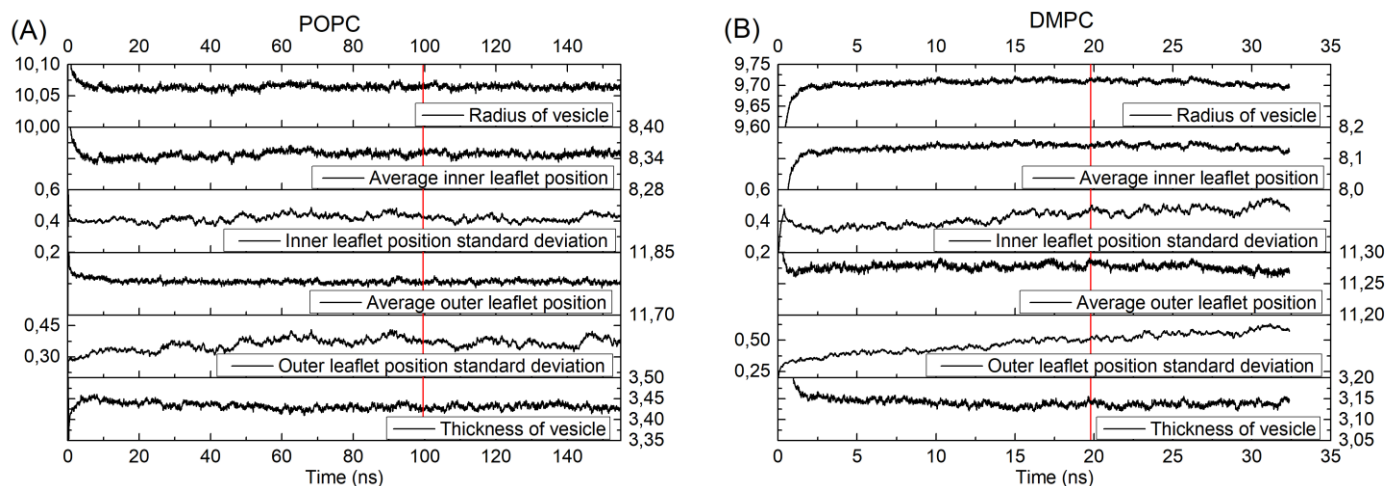 (A)
POPC
0 20 40 60 80 100 120 140
10,10
10,05
10,00
Radius of vesicle
8,40
8,34
8,28
Average inner leaflet position
0,6
0,4
0,2
Inner leaflet position standard deviation
11,85
11,70
Average outer leaflet position
0,45
0,30
Outer leaflet position standard deviation
3,50
3,45
3,40
3,35
Thickness of vesicle
0 20 40 60 80 100 120 140
Time (ns)
(B)
DMPC
0 5 10 15 20 25 30 35
9,75
9,70
9,65
9,60
Radius of vesicle
8,2
8,1
8,0
Average inner leaflet position
0,6
0,4
0,2
Inner leaflet position standard deviation
11,30
11,25
11,20
Average outer leaflet position
0,50
0,25
Outer leaflet position standard deviation
3,20
3,15
3,10
3,05
Thickness of vesicle
0 5 10 15 20 25 30 35
Time (ns)